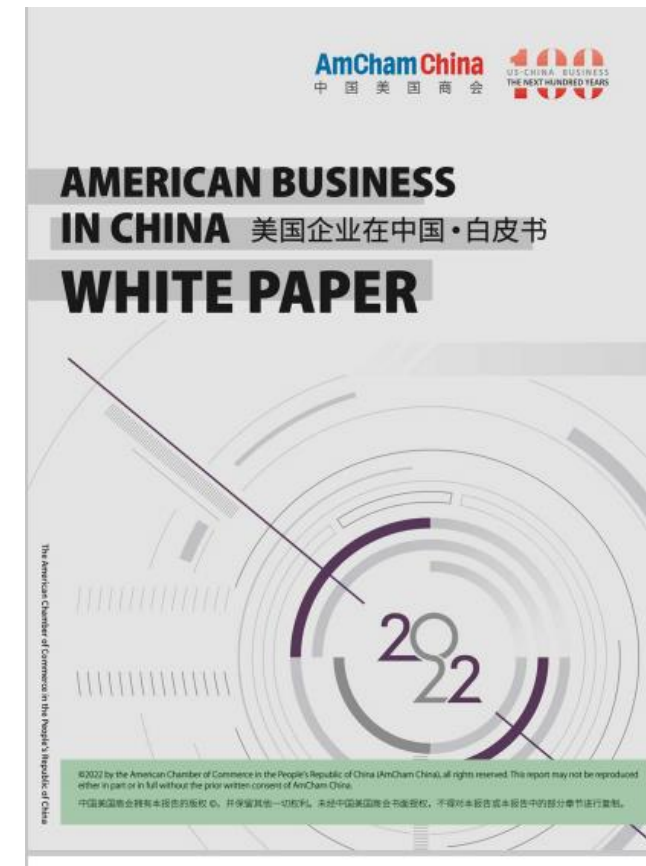 AmCham China
中国美国商会
100
US-CHINA BUSINESS
THE NEXT HUNDRED YEARS
AMERICAN BUSINESS
IN CHINA 美国企业在中国•白皮书
WHITE PAPER
The American Chamber of Commerce in the People's Republic of China
2022
©2022 by the American Chamber of Commerce in the People's Republic of China (AmCham China), all rights reserved. This report may not be reproduced
either in part or in full without the prior written consent of AmCham China.
中国美国商会拥有本报告的版权 ©，并保留其他一切权利。未经中国美国商会书面授权，不得对本报告或本报告中的部分章节进行复制。